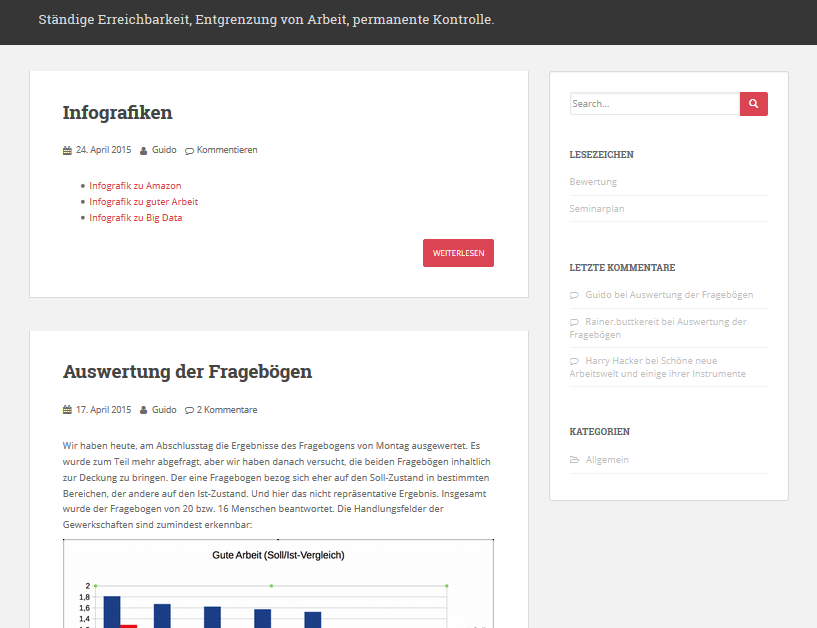 Ständige Erreichbarkeit, Entgrenzung von Arbeit, permanente Kontrolle.
Infografiken
24. April 2015 Guido Kommentieren
Infografik zu Amazon
Infografik zu guter Arbeit
Infografik zu Big Data
WEITERLESEN
Auswertung der Fragebögen
17. April 2015 Guido 2 Kommentare
Wir haben heute, am Abschlusstag die Ergebnisse des Fragebogens von Montag ausgewertet. Es
wurde zum Teil mehr abgefragt, aber wir haben danach versucht, die beiden Fragebögen inhaltlich
zur Deckung zu bringen. Der eine Fragebogen bezog sich eher auf den Soll-Zustand in bestimmten
Bereichen, der andere auf den Ist-Zustand. Und hier das nicht repräsentative Ergebnis. Insgesamt
wurde der Fragebogen von 20 bzw. 16 Menschen beantwortet. Die Handlungsfelder der
Gewerkschaften sind zumindest erkennbar:
Gute Arbeit (Soll/Ist-Vergleich)
2
1,8
1,6
1,4
Search...
LESEZEICHEN
Bewertung
Seminarplan
LETZTE KOMMENTARE
Guido bei Auswertung der Fragebögen
Rainer.buttkereit bei Auswertung der
Fragebögen
Harry Hacker bei Schöne neue
Arbeitswelt und einige ihrer Instrumente
KATEGORIEN
Allgemein